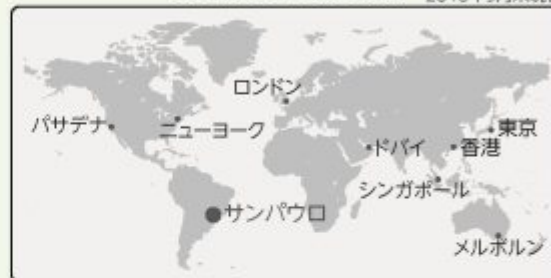 ロンドン
パサデナ
ニューヨーク
東京
ドバイ
香港
シンガポール
サンパウロ
メルボルン